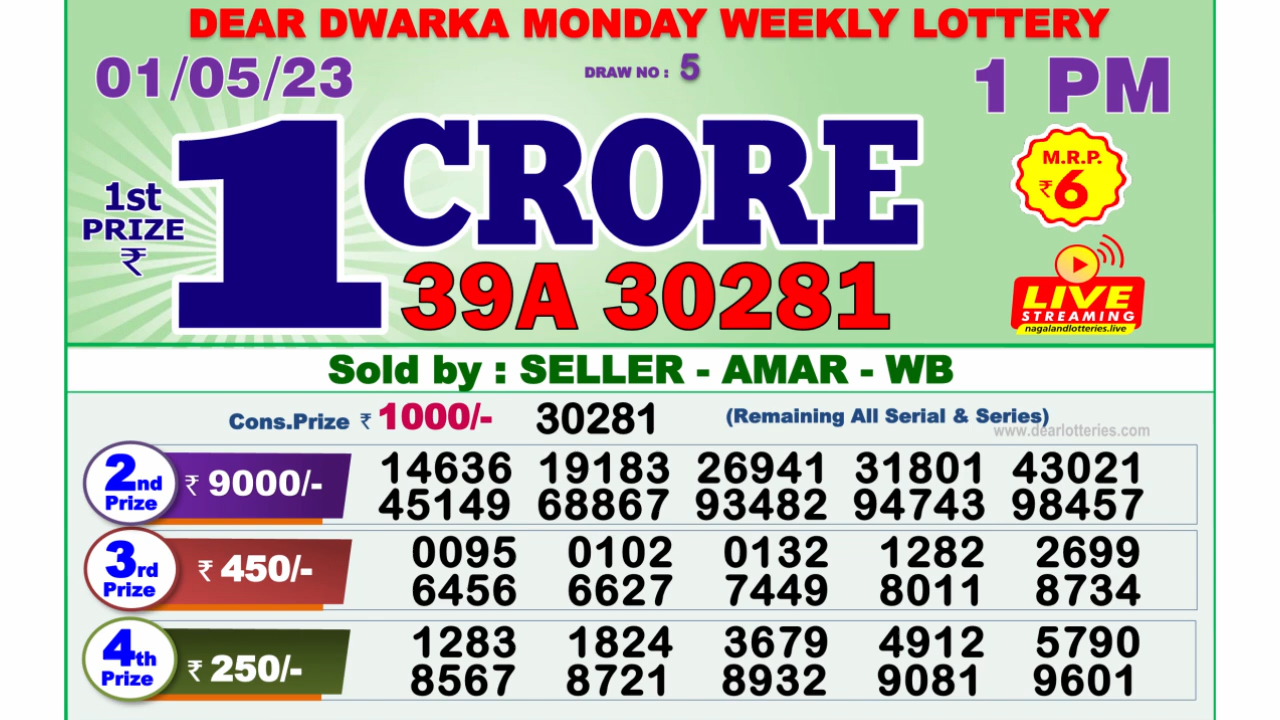 DEAR DWARKA MONDAY WEEKLY LOTTERY
01/05/23
DRAW NO : 5
1 PM
1st
PRIZE
₹
1 CRORE
M.R.P.
₹6
39A 30281
LIVE
STREAMING
nagalandlotteries.live
Sold by : SELLER - AMAR - WB
Cons.Prize ₹ 1000/- 30281 (Remaining All Serial & Series)
www.dearlotteries.com
2nd
Prize
₹ 9000/-
14636 19183 26941 31801 43021
45149 68867 93482 94743 98457
3rd
Prize
₹ 450/-
0095 0102 0132 1282 2699
6456 6627 7449 8011 8734
4th
Prize
₹ 250/-
1283 1824 3679 4912 5790
8567 8721 8932 9081 9601